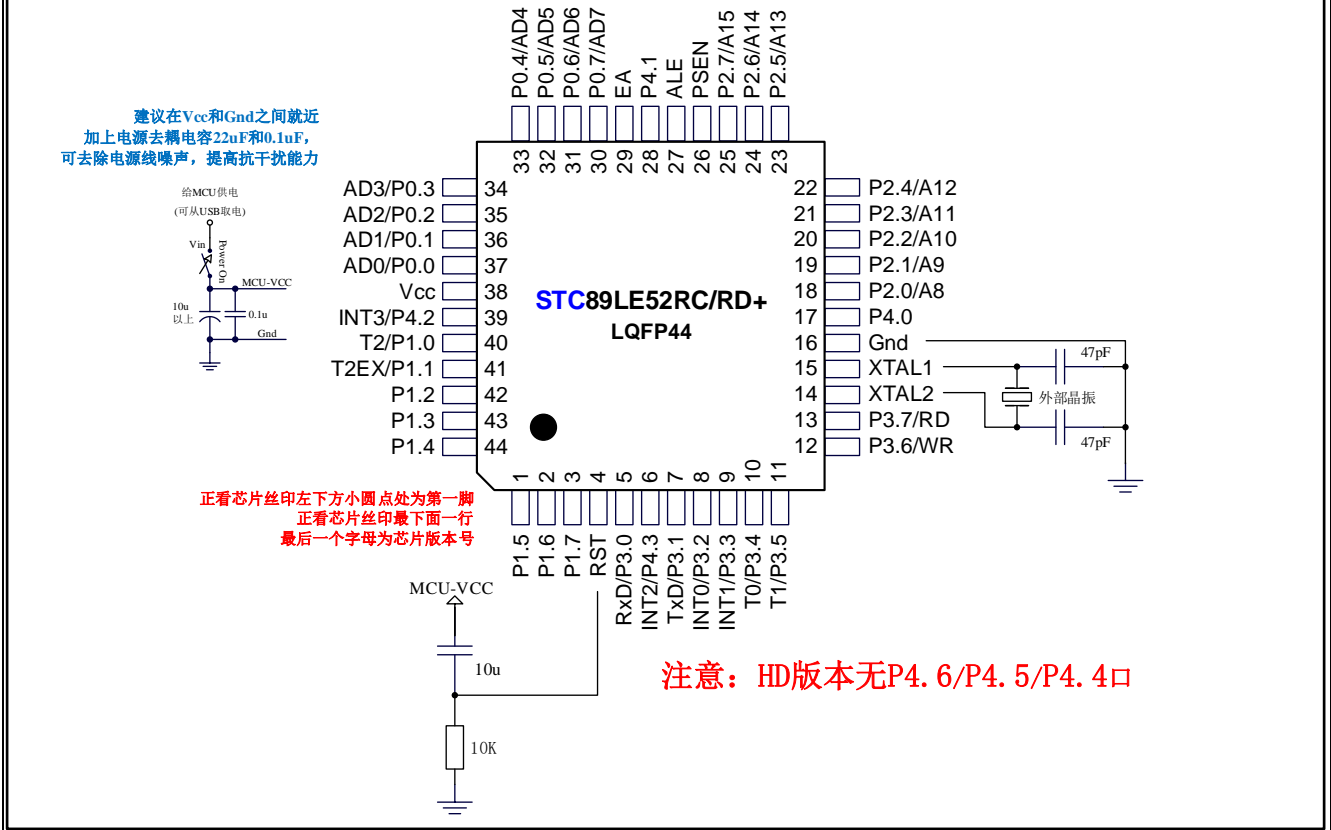 P0.4/AD4
P0.5/AD5
P0.6/AD6
P0.7/AD7
EA
P4.1
ALE
PSEN
P2.7/A15
P2.6/A14
P2.5/A13
33
32
31
30
29
28
27
26
25
24
23
建议在Vcc和Gnd之间就近
加上电源去耦电容22uF和0.1uF,
可去除电源线噪声，提高抗干扰能力
给MCU供电
(可从USB取电)
Vin
Power On
MCU-VCC
10u
以上
0.1u
Gnd
AD3/P0.3 34
AD2/P0.2 35
AD1/P0.1 36
AD0/P0.0 37
Vcc 38
INT3/P4.2 39
T2/P1.0 40
T2EX/P1.1 41
P1.2 42
P1.3 43
P1.4 44
STC89LE52RC/RD+
LQFP44
22 P2.4/A12
21 P2.3/A11
20 P2.2/A10
19 P2.1/A9
18 P2.0/A8
17 P4.0
16 Gnd
15 XTAL1
14 XTAL2
13 P3.7/RD
12 P3.6/WR
47pF
外部晶振
47pF
1
2
3
4
5
6
7
8
9
10
11
P1.5
P1.6
P1.7
RST
RxD/P3.0
INT2/P4.3
TxD/P3.1
INT0/P3.2
INT1/P3.3
T0/P3.4
T1/P3.5
正看芯片丝印左下方小圆点处为第一脚
正看芯片丝印最下面一行
最后一个字母为芯片版本号
MCU-VCC
10u
10K
注意：HD版本无P4.6/P4.5/P4.4口